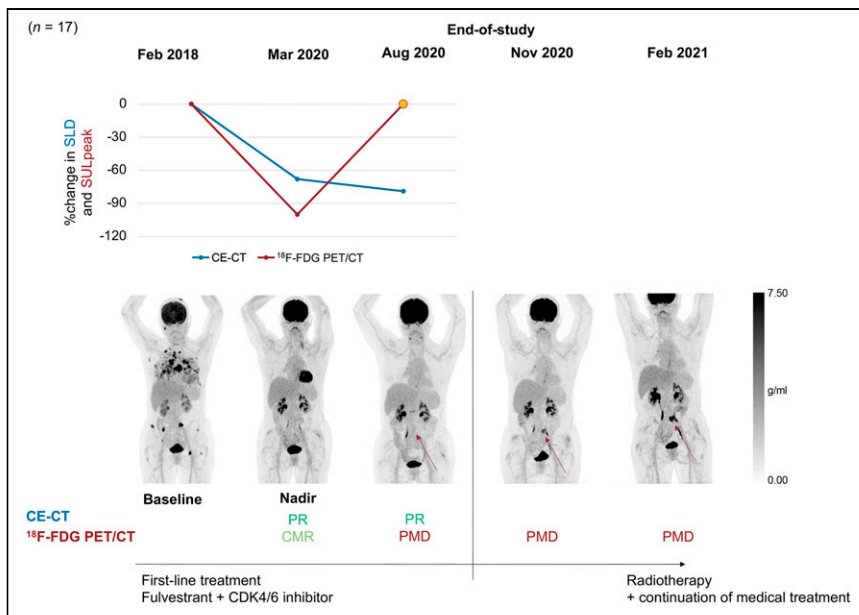 (n = 17)
End-of-study
Feb 2018 Mar 2020 Aug 2020 Nov 2020 Feb 2021
%change in SLD
and SULpeak
0
-30
-60
-90
-120
CE-CT ¹⁸F-FDG PET/CT
7.50
g/ml
0.00
Baseline Nadir
CE-CT PR PR
¹⁸F-FDG PET/CT CMR PMD PMD PMD
First-line treatment
Fulvestrant + CDK4/6 inhibitor
Radiotherapy
+ continuation of medical treatment